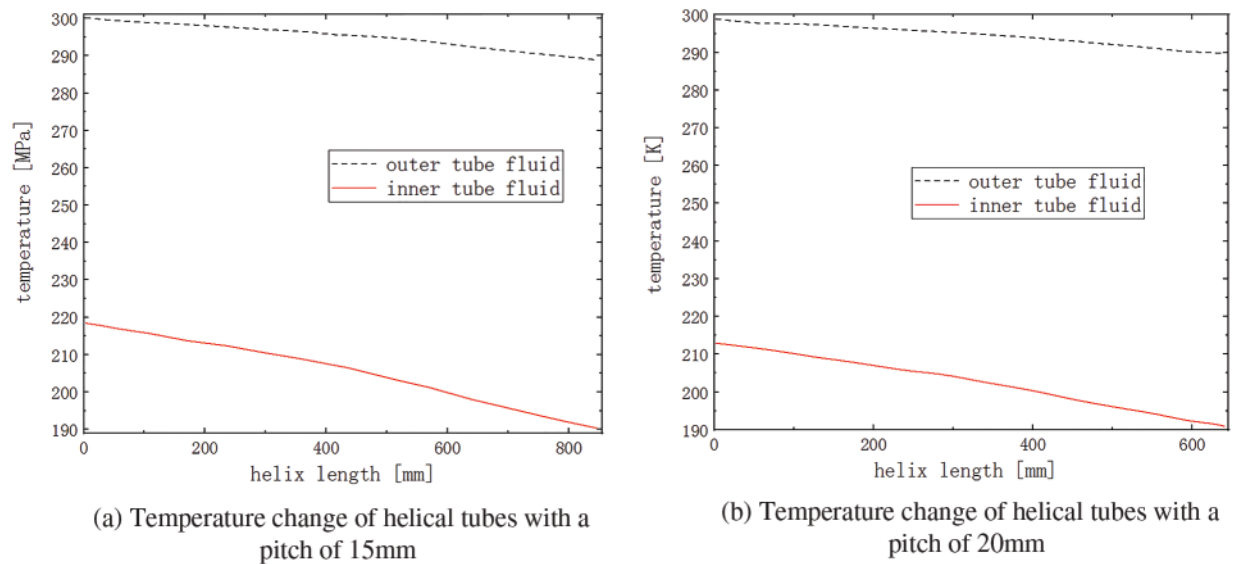 300
290
280
270
260
250
240
230
220
210
200
190
temperature [MPa]
outer tube fluid
inner tube fluid
0
200
400
600
800
helix length [mm]
(a) Temperature change of helical tubes with a
pitch of 15mm
300
290
280
270
260
250
240
230
220
210
200
190
temperature [K]
outer tube fluid
inner tube fluid
0
200
400
600
helix length [mm]
(b) Temperature change of helical tubes with a
pitch of 20mm